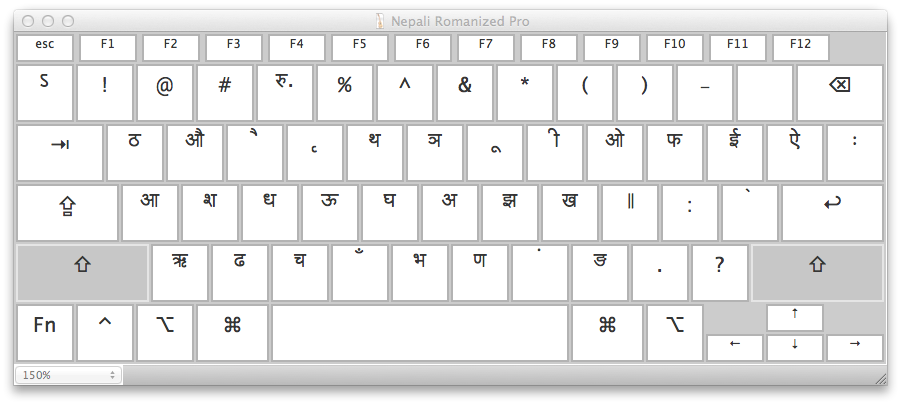 Nepali Romanized Pro
esc F1 F2 F3 F4 F5 F6 F7 F8 F9 F10 F11 F12
ऽ ! @ # रु. % ^ & * ( ) _ ⌫
⇥ ठ औ ै ृ थ ञ ू ी ओ फ ई ऐ ः
⇪ आ श ध ऊ घ अ झ ख ॥ : ` ↩
⇧ ऋ ढ च ँ भ ण ं ङ . ? ⇧
Fn ^ ⌥ ⌘ ⌘ ⌥ ↑
← ↓ →
150%